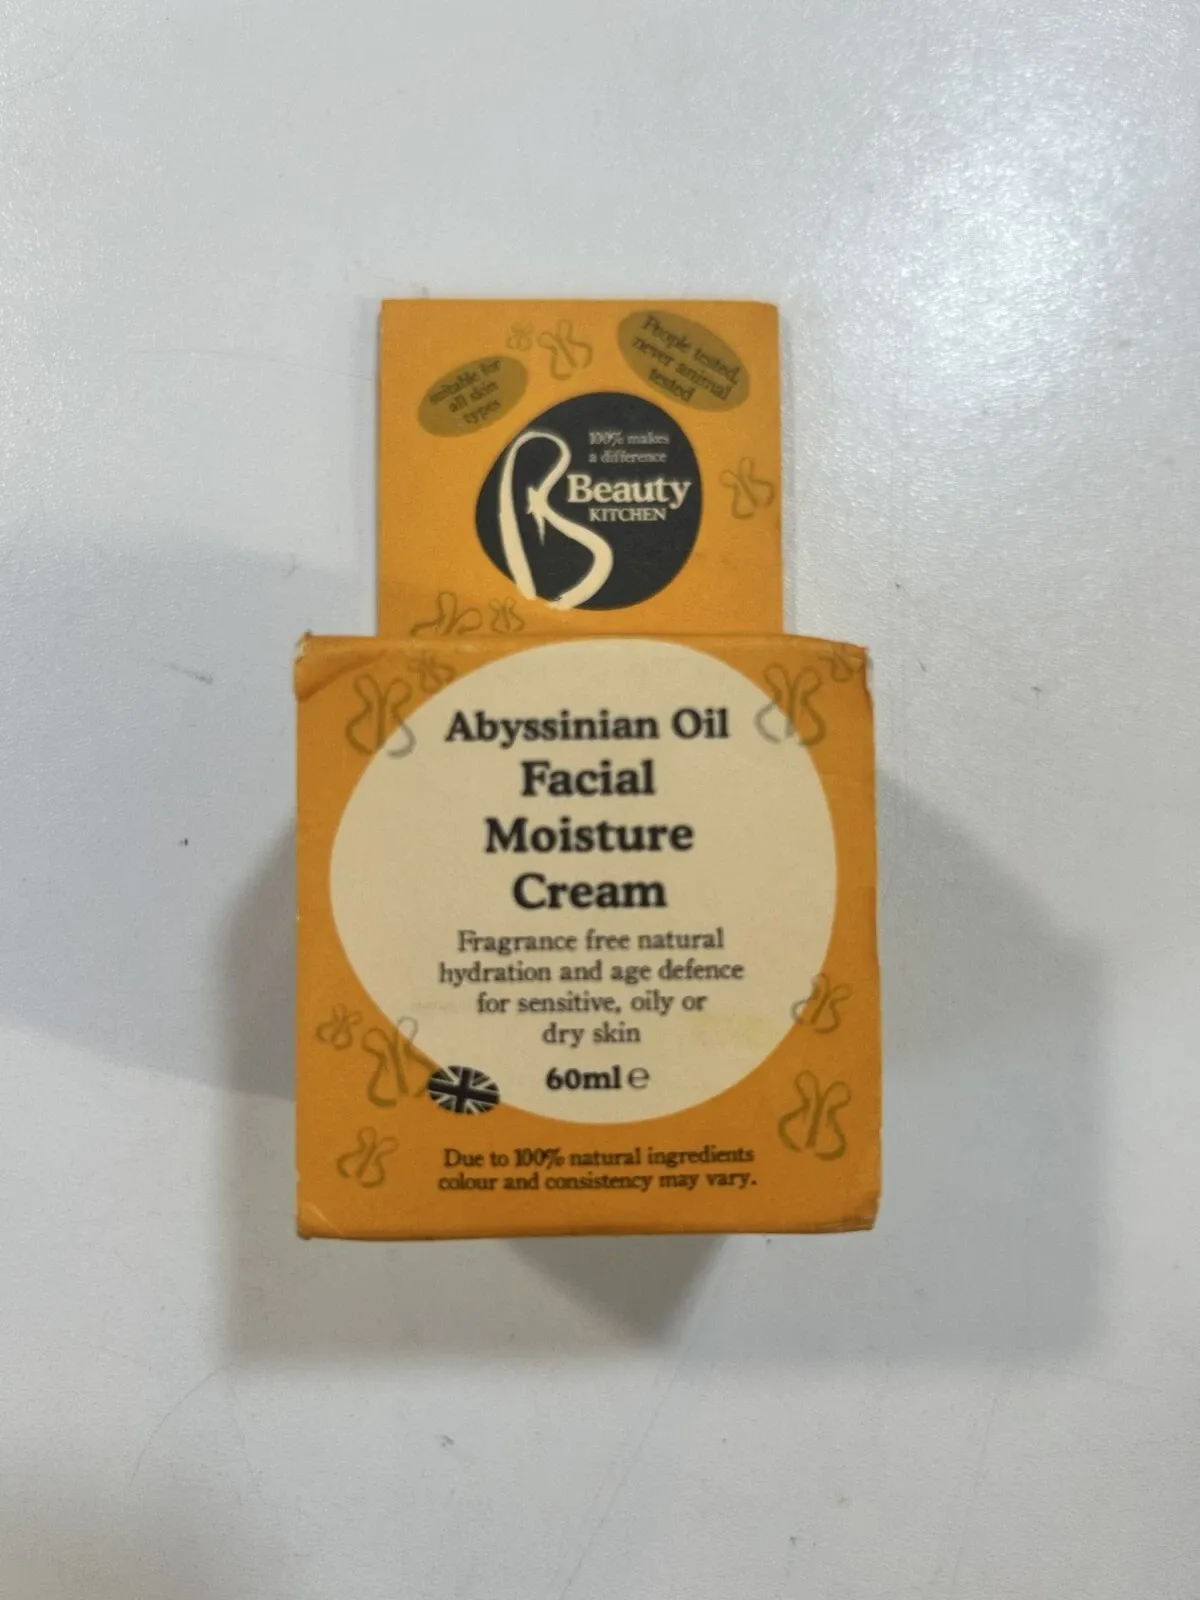 suitable for
all skin
types
People tested,
never animal
tested
100% makes
a difference
Beauty
KITCHEN
Abyssinian Oil
Facial
Moisture
Cream
Fragrance free natural
hydration and age defence
for sensitive, oily or
dry skin
60ml ℮
Due to 100% natural ingredients
colour and consistency may vary.